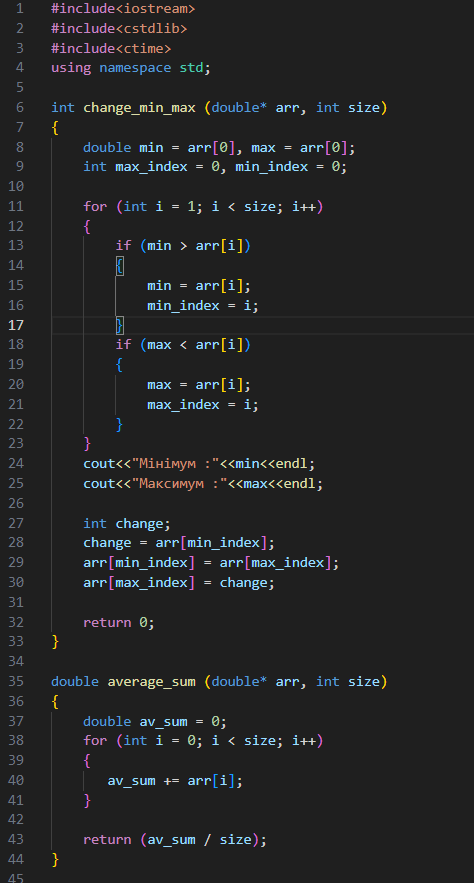 1 #include<iostream>
2 #include<cstdlib>
3 #include<ctime>
4 using namespace std;
5
6 int change_min_max (double* arr, int size)
7 {
8     double min = arr[0], max = arr[0];
9     int max_index = 0, min_index = 0;
10
11     for (int i = 1; i < size; i++)
12     {
13         if (min > arr[i])
14         {
15             min = arr[i];
16             min_index = i;
17         }
18         if (max < arr[i])
19         {
20             max = arr[i];
21             max_index = i;
22         }
23     }
24     cout<<"Мінімум :"<<min<<endl;
25     cout<<"Максимум :"<<max<<endl;
26
27     int change;
28     change = arr[min_index];
29     arr[min_index] = arr[max_index];
30     arr[max_index] = change;
31
32     return 0;
33 }
34
35 double average_sum (double* arr, int size)
36 {
37     double av_sum = 0;
38     for (int i = 0; i < size; i++)
39     {
40        av_sum += arr[i];
41     }
42
43     return (av_sum / size);
44 }
45